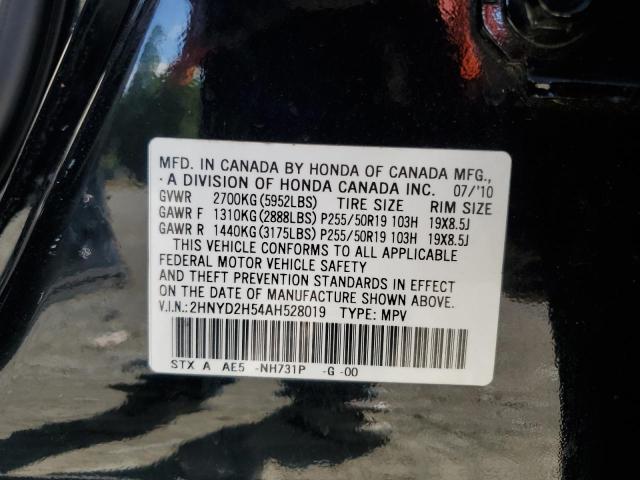 MFD. IN CANADA BY HONDA OF CANADA MFG.,
A DIVISION OF HONDA CANADA INC. 07/'10
GVWR 2700KG(5952LBS) TIRE SIZE RIM SIZE
GAWR F 1310KG(2888LBS) P255/50R19 103H 19X8.5J
GAWR R 1440KG(3175LBS) P255/50R19 103H 19X8.5J
THIS VEHICLE CONFORMS TO ALL APPLICABLE
FEDERAL MOTOR VEHICLE SAFETY
AND THEFT PREVENTION STANDARDS IN EFFECT
ON THE DATE OF MANUFACTURE SHOWN ABOVE.
V.I.N.:2HNYD2H54AH528019 TYPE: MPV
STX A AE5 -NH731P -G -00